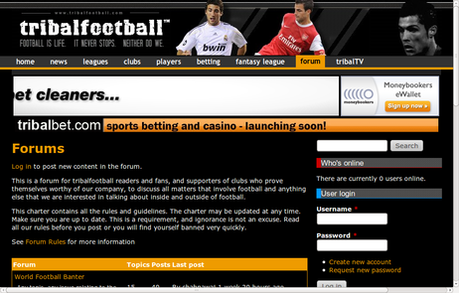 www.tribalfootball.com
tribalfootball™
FOOTBALL IS LIFE. IT NEVER STOPS. NEITHER DO WE.
bwin
Fly
Emirates
home news leagues clubs players betting fantasy league forum tribalTV
et cleaners...
Moneybookers
eWallet
moneybookers
Sign up now ▸
tribalbet.com sports betting and casino - launching soon!
Forums
Log in to post new content in the forum.
This is a forum for tribalfootball readers and fans, and supporters of clubs who prove
themselves worthy of our company, to discuss all matters that involve football and anything
else that we are interested in talking about inside and outside of football.
This charter contains all the rules and guidelines. The charter may be updated at any time.
Make sure you are up to date. This is a requirement, and ignorance is not an excuse. Read
all our rules before you post or you will find yourself banned very quickly.
See Forum Rules for more information
Forum Topics Posts Last post
World Football Banter
15 40 By shahnawaz 1 week 20 hours ago
Search
Who's online
There are currently 0 users online.
User login
Username *
Password *
Create new account
Request new password
Log in